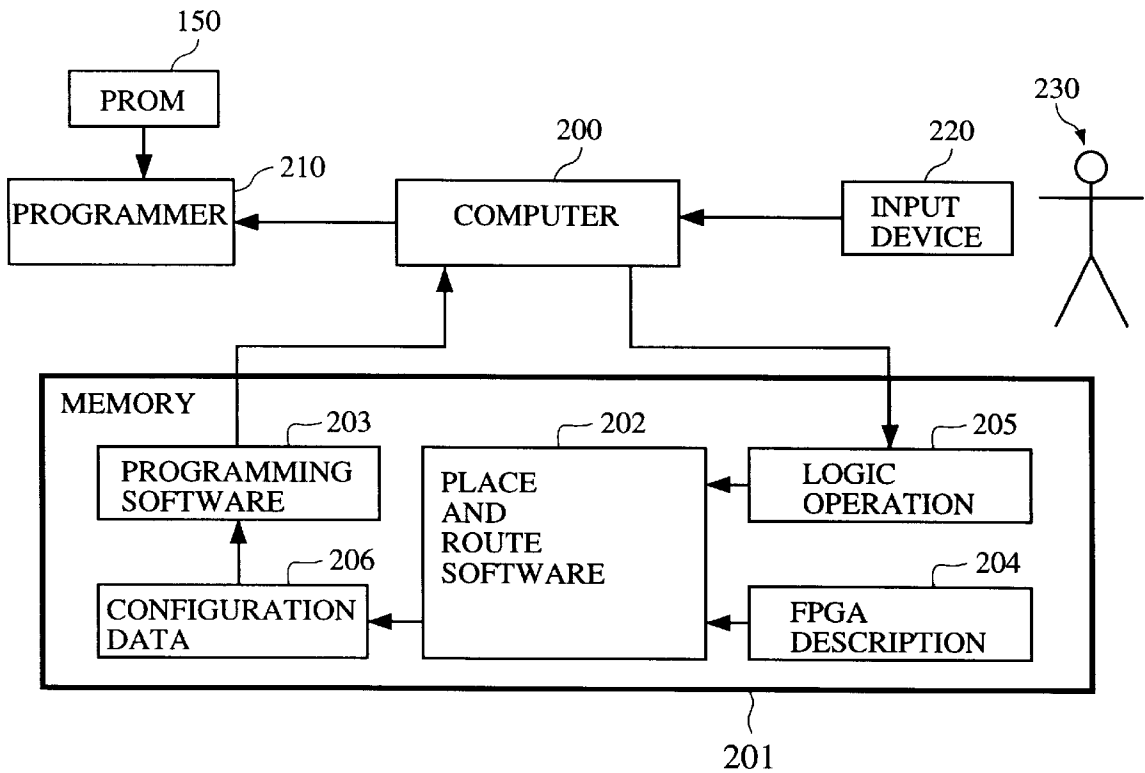 150
PROM
230
200
220
210
PROGRAMMER
COMPUTER
INPUT
DEVICE
MEMORY
203
202
205
PROGRAMMING
SOFTWARE
PLACE
AND
ROUTE
SOFTWARE
LOGIC
OPERATION
206
204
CONFIGURATION
DATA
FPGA
DESCRIPTION
201